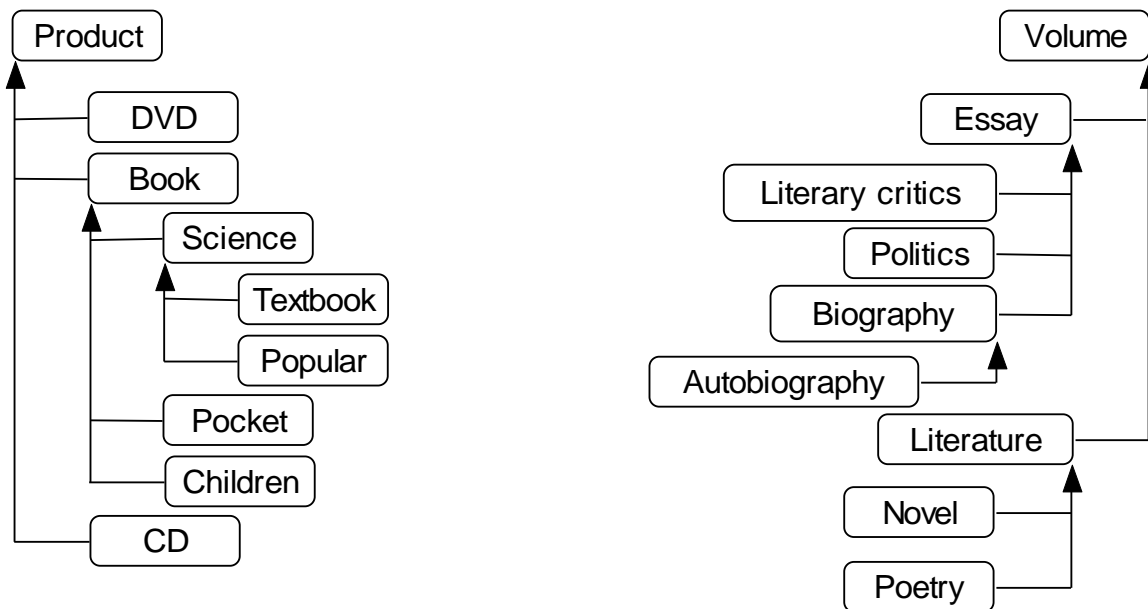 Product
DVD
Book
Science
Textbook
Popular
Pocket
Children
CD
Volume
Essay
Literary critics
Politics
Biography
Autobiography
Literature
Novel
Poetry